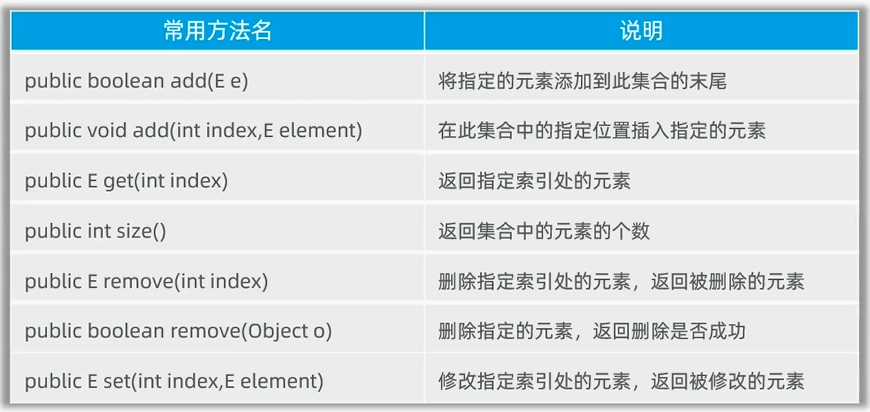 常用方法名 说明
public boolean add(E e) 将指定的元素添加到此集合的末尾
public void add(int index,E element) 在此集合中的指定位置插入指定的元素
public E get(int index) 返回指定索引处的元素
public int size() 返回集合中的元素的个数
public E remove(int index) 删除指定索引处的元素，返回被删除的元素
public boolean remove(Object o) 删除指定的元素，返回删除是否成功
public E set(int index,E element) 修改指定索引处的元素，返回被修改的元素